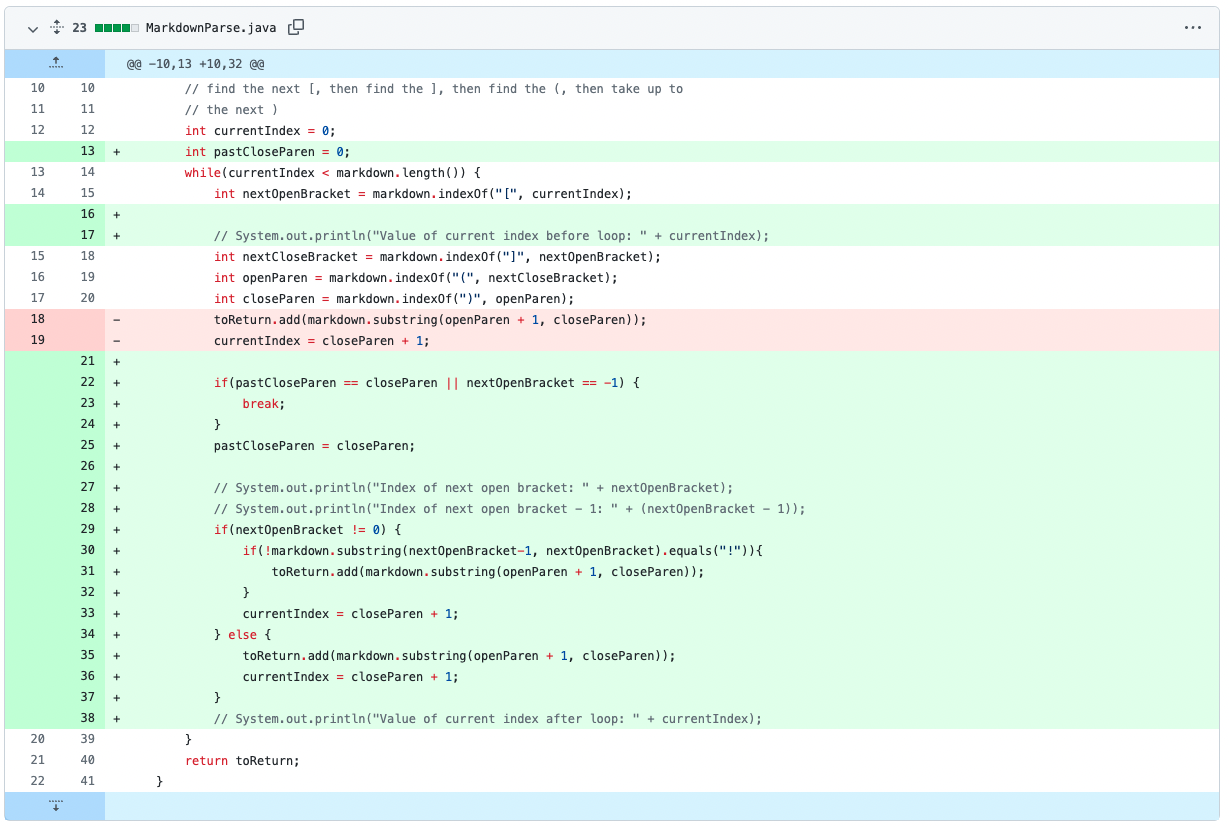 23 MarkdownParse.java
@@ -10,13 +10,32 @@
10 10 // find the next [, then find the ], then find the (, then take up to
11 11 // the next )
12 12 int currentIndex = 0;
13 + int pastCloseParen = 0;
13 14 while(currentIndex < markdown.length()) {
14 15 int nextOpenBracket = markdown.indexOf("[", currentIndex);
16 +
17 + // System.out.println("Value of current index before loop: " + currentIndex);
15 18 int nextCloseBracket = markdown.indexOf("]", nextOpenBracket);
16 19 int openParen = markdown.indexOf("(", nextCloseBracket);
17 20 int closeParen = markdown.indexOf(")", openParen);
18 - toReturn.add(markdown.substring(openParen + 1, closeParen));
19 - currentIndex = closeParen + 1;
21 +
22 + if(pastCloseParen == closeParen || nextOpenBracket == -1) {
23 + break;
24 + }
25 + pastCloseParen = closeParen;
26 +
27 + // System.out.println("Index of next open bracket: " + nextOpenBracket);
28 + // System.out.println("Index of next open bracket - 1: " + (nextOpenBracket - 1));
29 + if(nextOpenBracket != 0) {
30 + if(!markdown.substring(nextOpenBracket-1, nextOpenBracket).equals("!")){
31 + toReturn.add(markdown.substring(openParen + 1, closeParen));
32 + }
33 + currentIndex = closeParen + 1;
34 + } else {
35 + toReturn.add(markdown.substring(openParen + 1, closeParen));
36 + currentIndex = closeParen + 1;
37 + }
38 + // System.out.println("Value of current index after loop: " + currentIndex);
20 39 }
21 40 return toReturn;
22 41 }